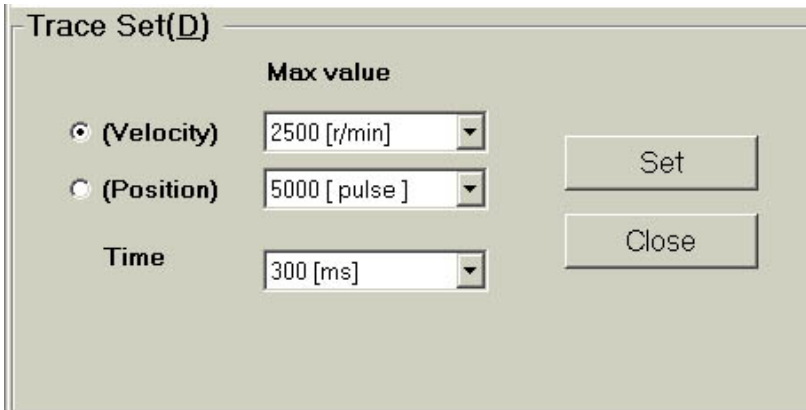 Trace Set(D)
Max value
(Velocity) 2500 [r/min]
Set
(Position) 5000 [ pulse ]
Close
Time 300 [ms]